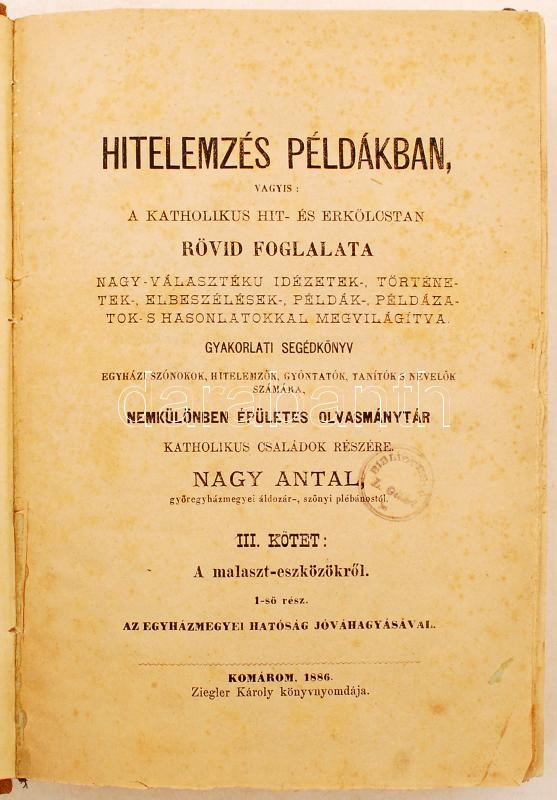 HITELEMZÉS PÉLDÁKBAN,
VAGYIS:
A KATHOLIKUS HIT- ÉS ERKÖLCSTAN
RÖVID FOGLALATA
NAGY-VÁLASZTÉKU IDÉZETEK-, TÖRTÉNE-
TEK-, ELBESZÉLÉSEK-, PÉLDÁK-, PÉLDÁZA-
TOK- S HASONLATOKKAL MEGVILÁGÍTVA.
GYAKORLATI SEGÉDKÖNYV
EGYHÁZI SZÓNOKOK, HITELEMZŐK, GYÓNTATÓK, TANÍTÓK S NEVELŐK
SZÁMÁRA,
darabanth
NEMKÜLÖNBEN ÉPÜLETES OLVASMÁNYTÁR
KATHOLIKUS CSALÁDOK RÉSZÉRE.
NAGY ANTAL,
győregyházmegyei áldozár-, szőnyi plébánostól.
III. KÖTET:
A malaszt-eszközökről.
1-ső rész.
AZ EGYHÁZMEGYEI HATÓSÁG JÓVÁHAGYÁSÁVAL.
KOMÁROM, 1886.
Ziegler Károly könyvnyomdája.